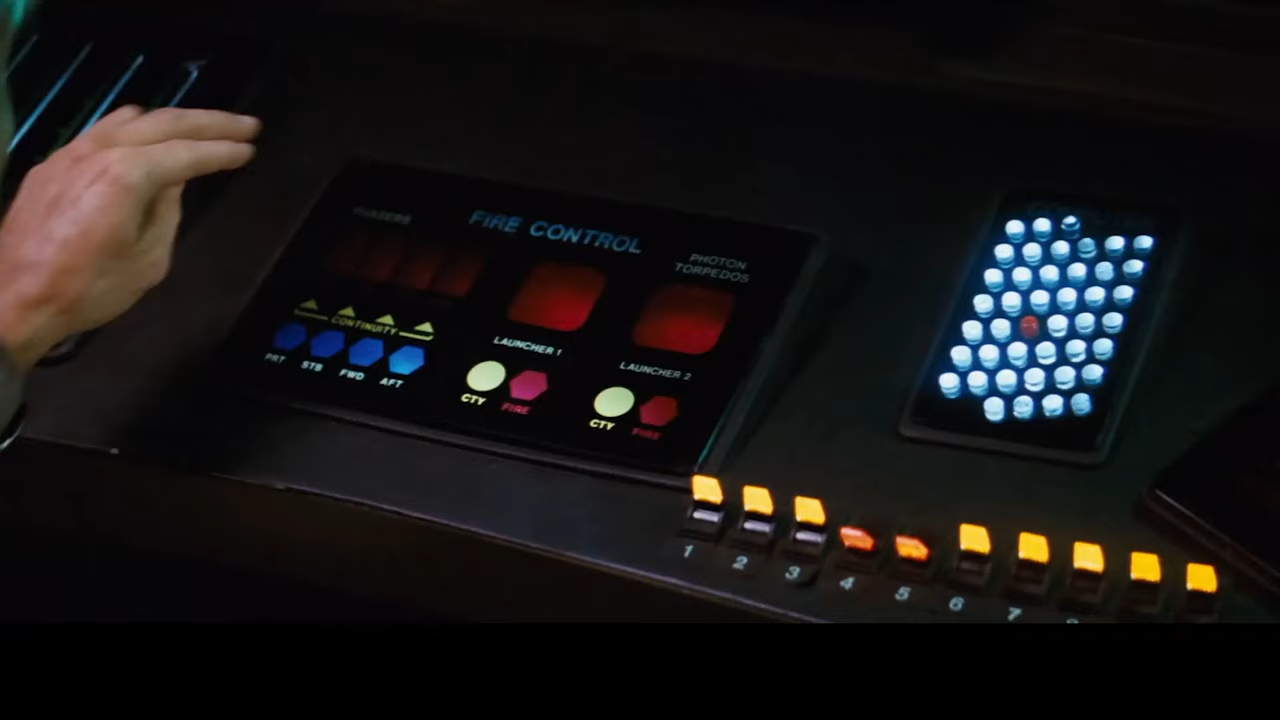 PHASERS
FIRE CONTROL
PHOTON
TORPEDOS
CONTINUITY
PRT STB FWD AFT
LAUNCHER 1
CTY FIRE
LAUNCHER 2
CTY FIRE
1 2 3 4 5 6 7